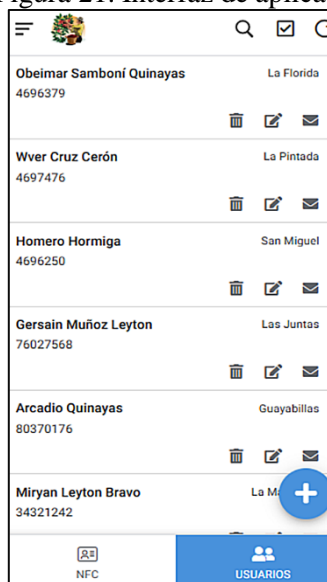 Obeimar Samboní Quinayas La Florida
4696379
Wver Cruz Cerón La Pintada
4697476
Homero Hormiga San Miguel
4696250
Gersain Muñoz Leyton Las Juntas
76027568
Arcadio Quinayas Guayabillas
80370176
Miryan Leyton Bravo La
34321242
NFC USUARIOS